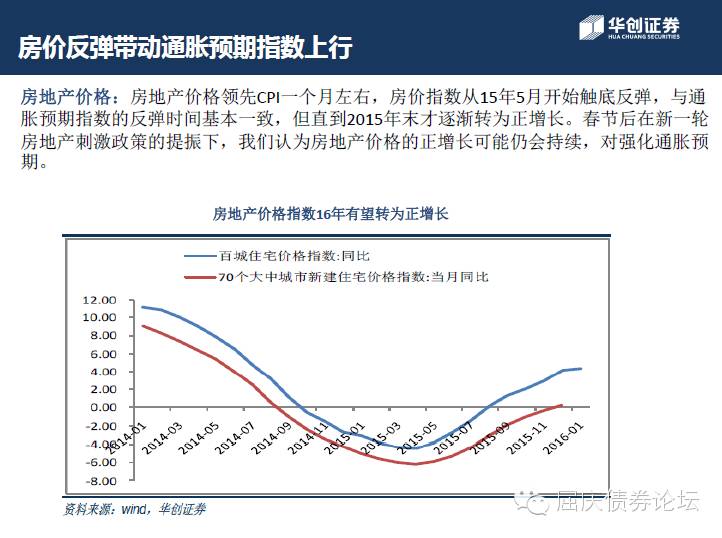 华创证券
HUA CHUANG SECURITIES
房价反弹带动通胀预期指数上行
房地产价格：房地产价格领先CPI一个月左右，房价指数从15年5月开始触底反弹，与通
胀预期指数的反弹时间基本一致，但直到2015年末才逐渐转为正增长。春节后在新一轮
房地产刺激政策的提振下，我们认为房地产价格的正增长可能仍会持续，对强化通胀预
期。
房地产价格指数16年有望转为正增长
百城住宅价格指数:同比
70个大中城市新建住宅价格指数:当月同比
12.00
10.00
8.00
6.00
4.00
2.00
0.00
-2.00
-4.00
-6.00
-8.00
2014-01
2014-03
2014-05
2014-07
2014-09
2014-11
2015-01
2015-03
2015-05
2015-07
2015-09
2015-11
2016-01
资料来源：wind，华创证券
屈庆债券论坛